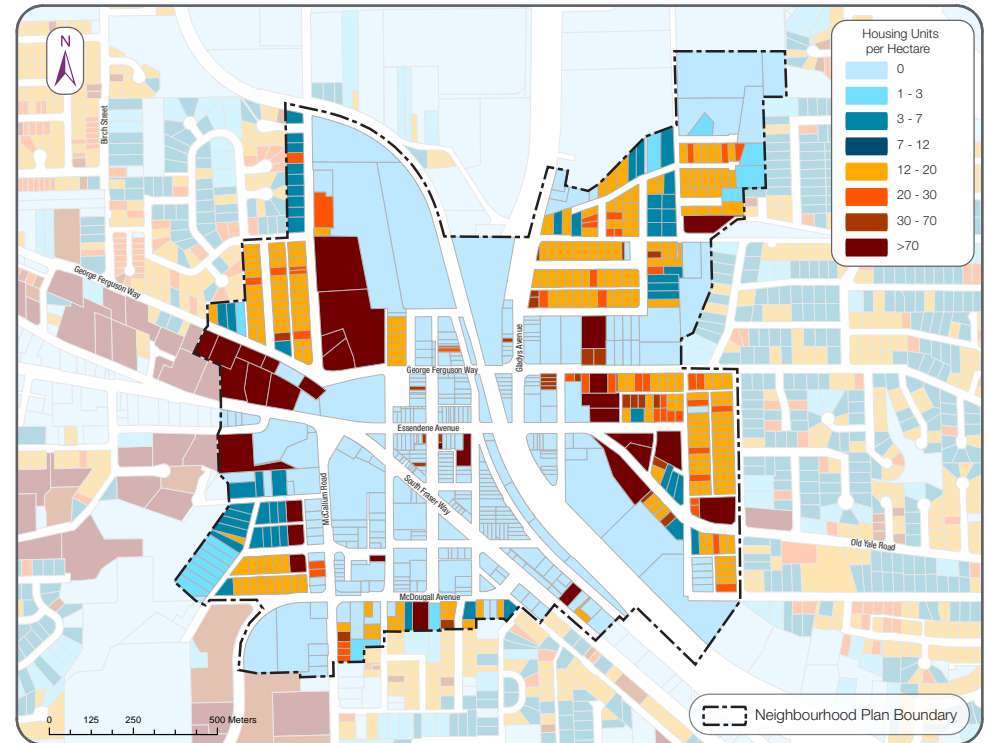 N
Housing Units
per Hectare
0
1 - 3
3 - 7
7 - 12
12 - 20
20 - 30
30 - 70
>70
Birch Street
George Ferguson Way
Gladys Avenue
George Ferguson Way
Essendene Avenue
McCallum Road
South Fraser Way
Old Yale Road
McDougall Avenue
0 125 250 500 Meters
Neighbourhood Plan Boundary